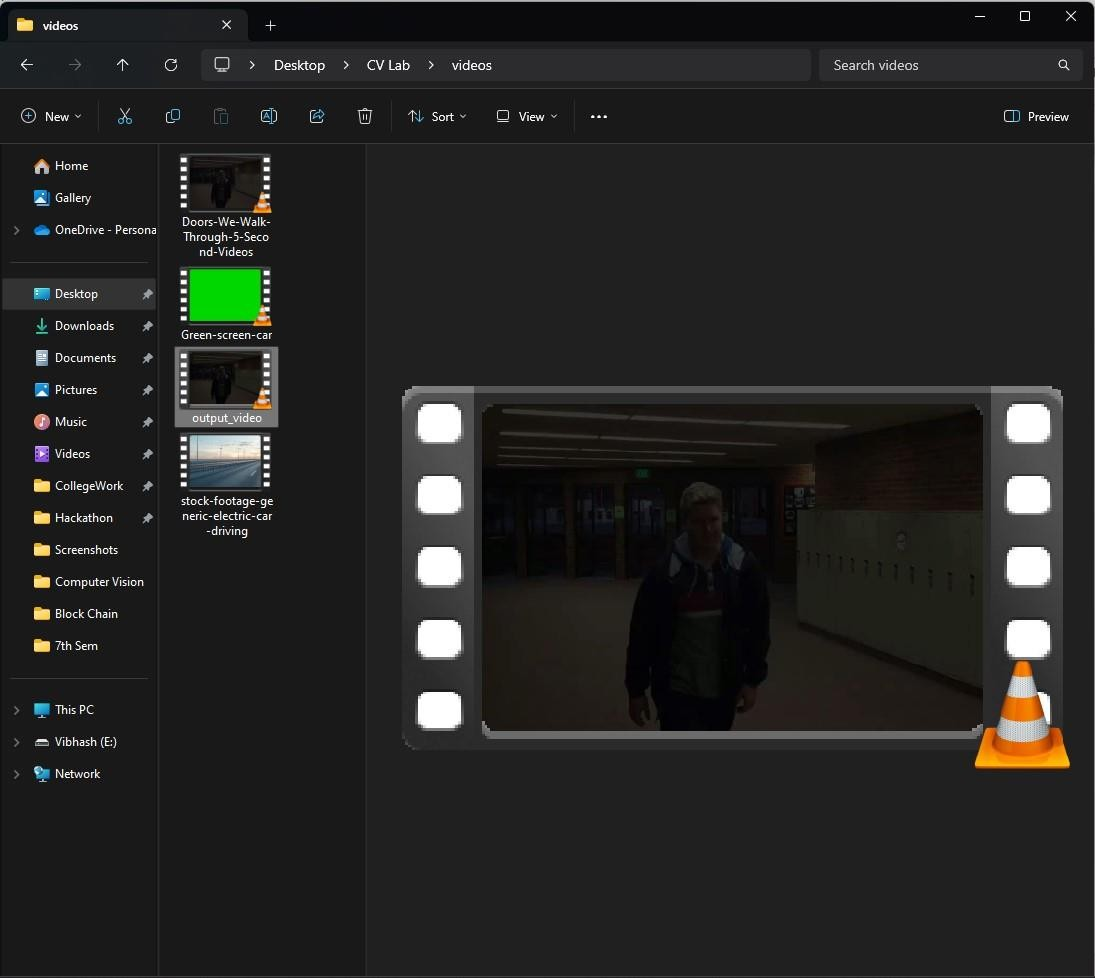 videos
Desktop
CV Lab
videos
Search videos
New
Sort
View
Preview
Home
Gallery
OneDrive - Persona
Desktop
Downloads
Documents
Pictures
Music
Videos
CollegeWork
Hackathon
Screenshots
Computer Vision
Block Chain
7th Sem
This PC
Vibhash (E:)
Network
Doors-We-Walk-
Through-5-Seco
nd-Videos
Green-screen-car
output_video
stock-footage-ge
neric-electric-car
-driving